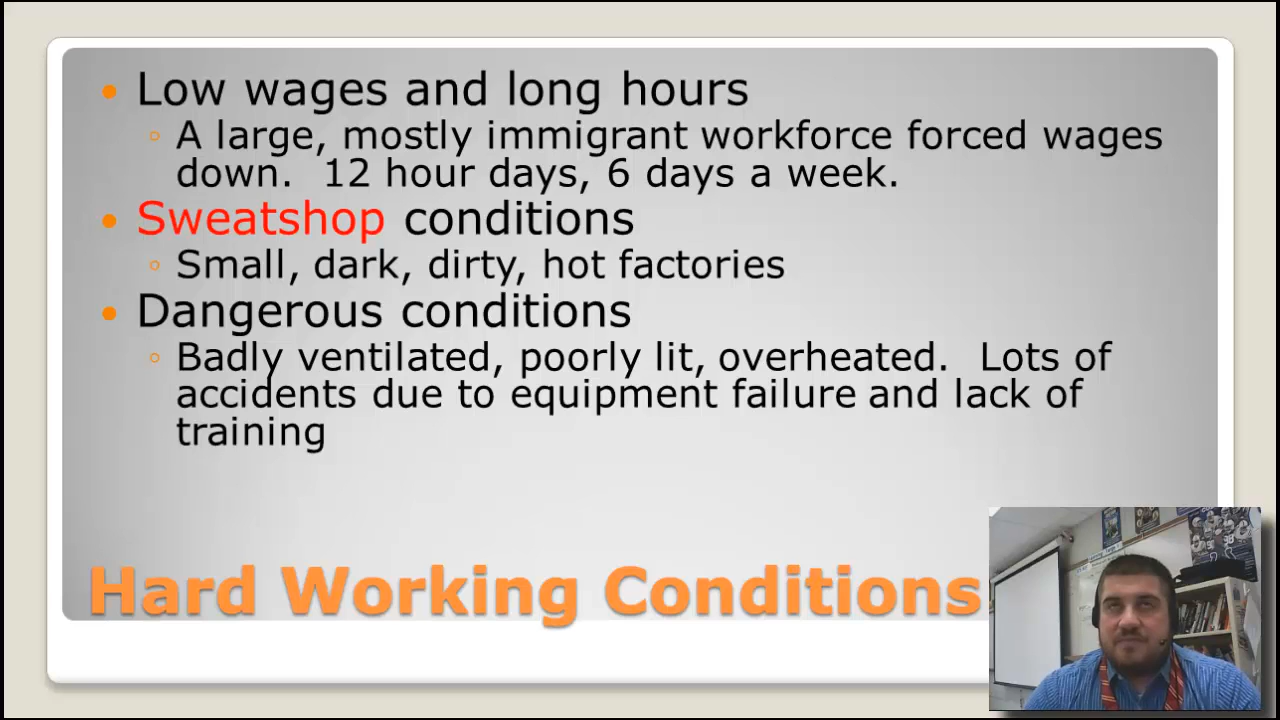 Low wages and long hours
A large, mostly immigrant workforce forced wages
down.  12 hour days, 6 days a week.
Sweatshop conditions
Small, dark, dirty, hot factories
Dangerous conditions
Badly ventilated, poorly lit, overheated.  Lots of
accidents due to equipment failure and lack of
training
Hard Working Conditions